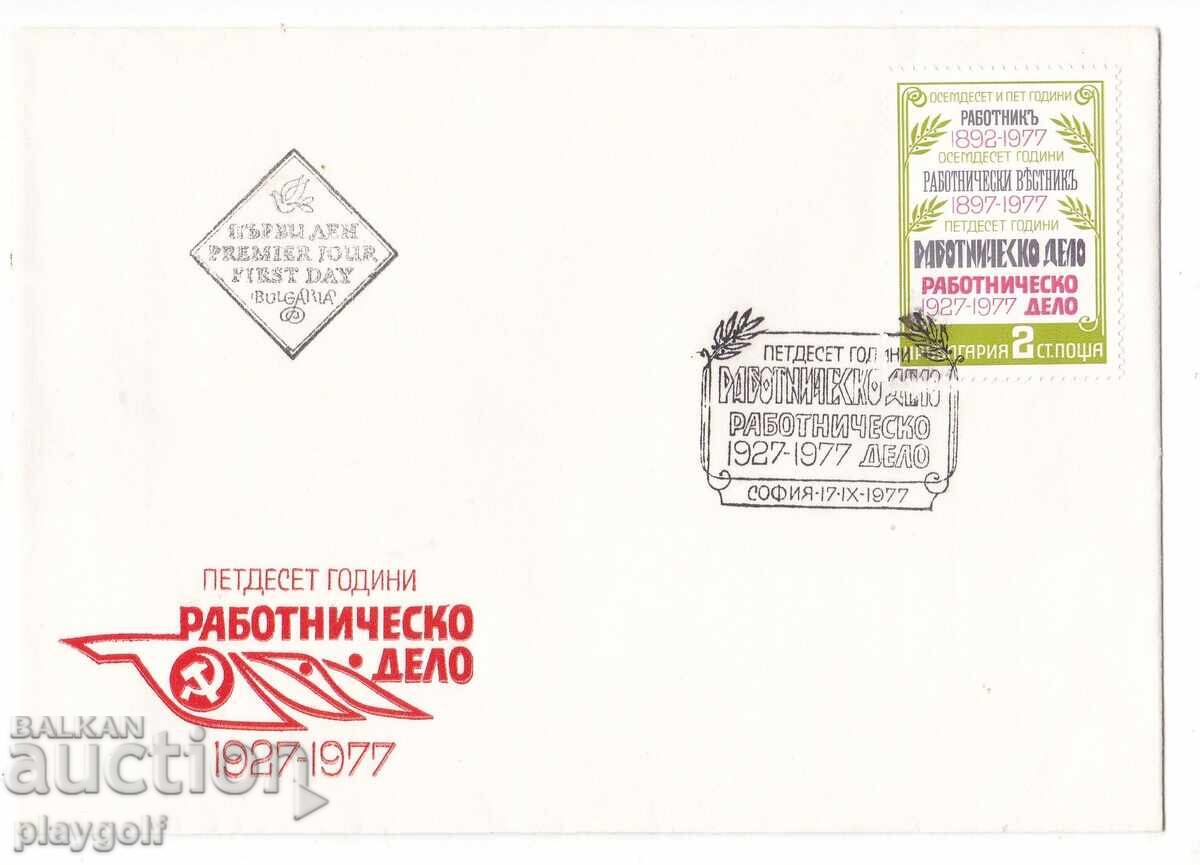 ОСЕМДЕСЕТ И ПЕТ ГОДИНИ
РАБОТНИКЪ
1892-1977
ОСЕМДЕСЕТ ГОДИНИ
РАБОТНИЧЕСКИ ВѢСТНИКЪ
1897-1977
ПЕТДЕСЕТ ГОДИНИ
РАБОТНИЧЕСКО ДЕЛО
РАБОТНИЧЕСКО
1927-1977 ДЕЛО
2 СТ. ПОЩА
ПЪРВИ ДЕН
PREMIER JOUR
FIRST DAY
BULGARIA
ПЕТДЕСЕТ ГОДИНИ
РАБОТНИЧЕСКО ДЕЛО
РАБОТНИЧЕСКО
1927-1977 ДЕЛО
СОФИЯ·17·IX-1977
ПЕТДЕСЕТ ГОДИНИ
РАБОТНИЧЕСКО
ДЕЛО
1927-1977
BALKAN
auction
playgolf